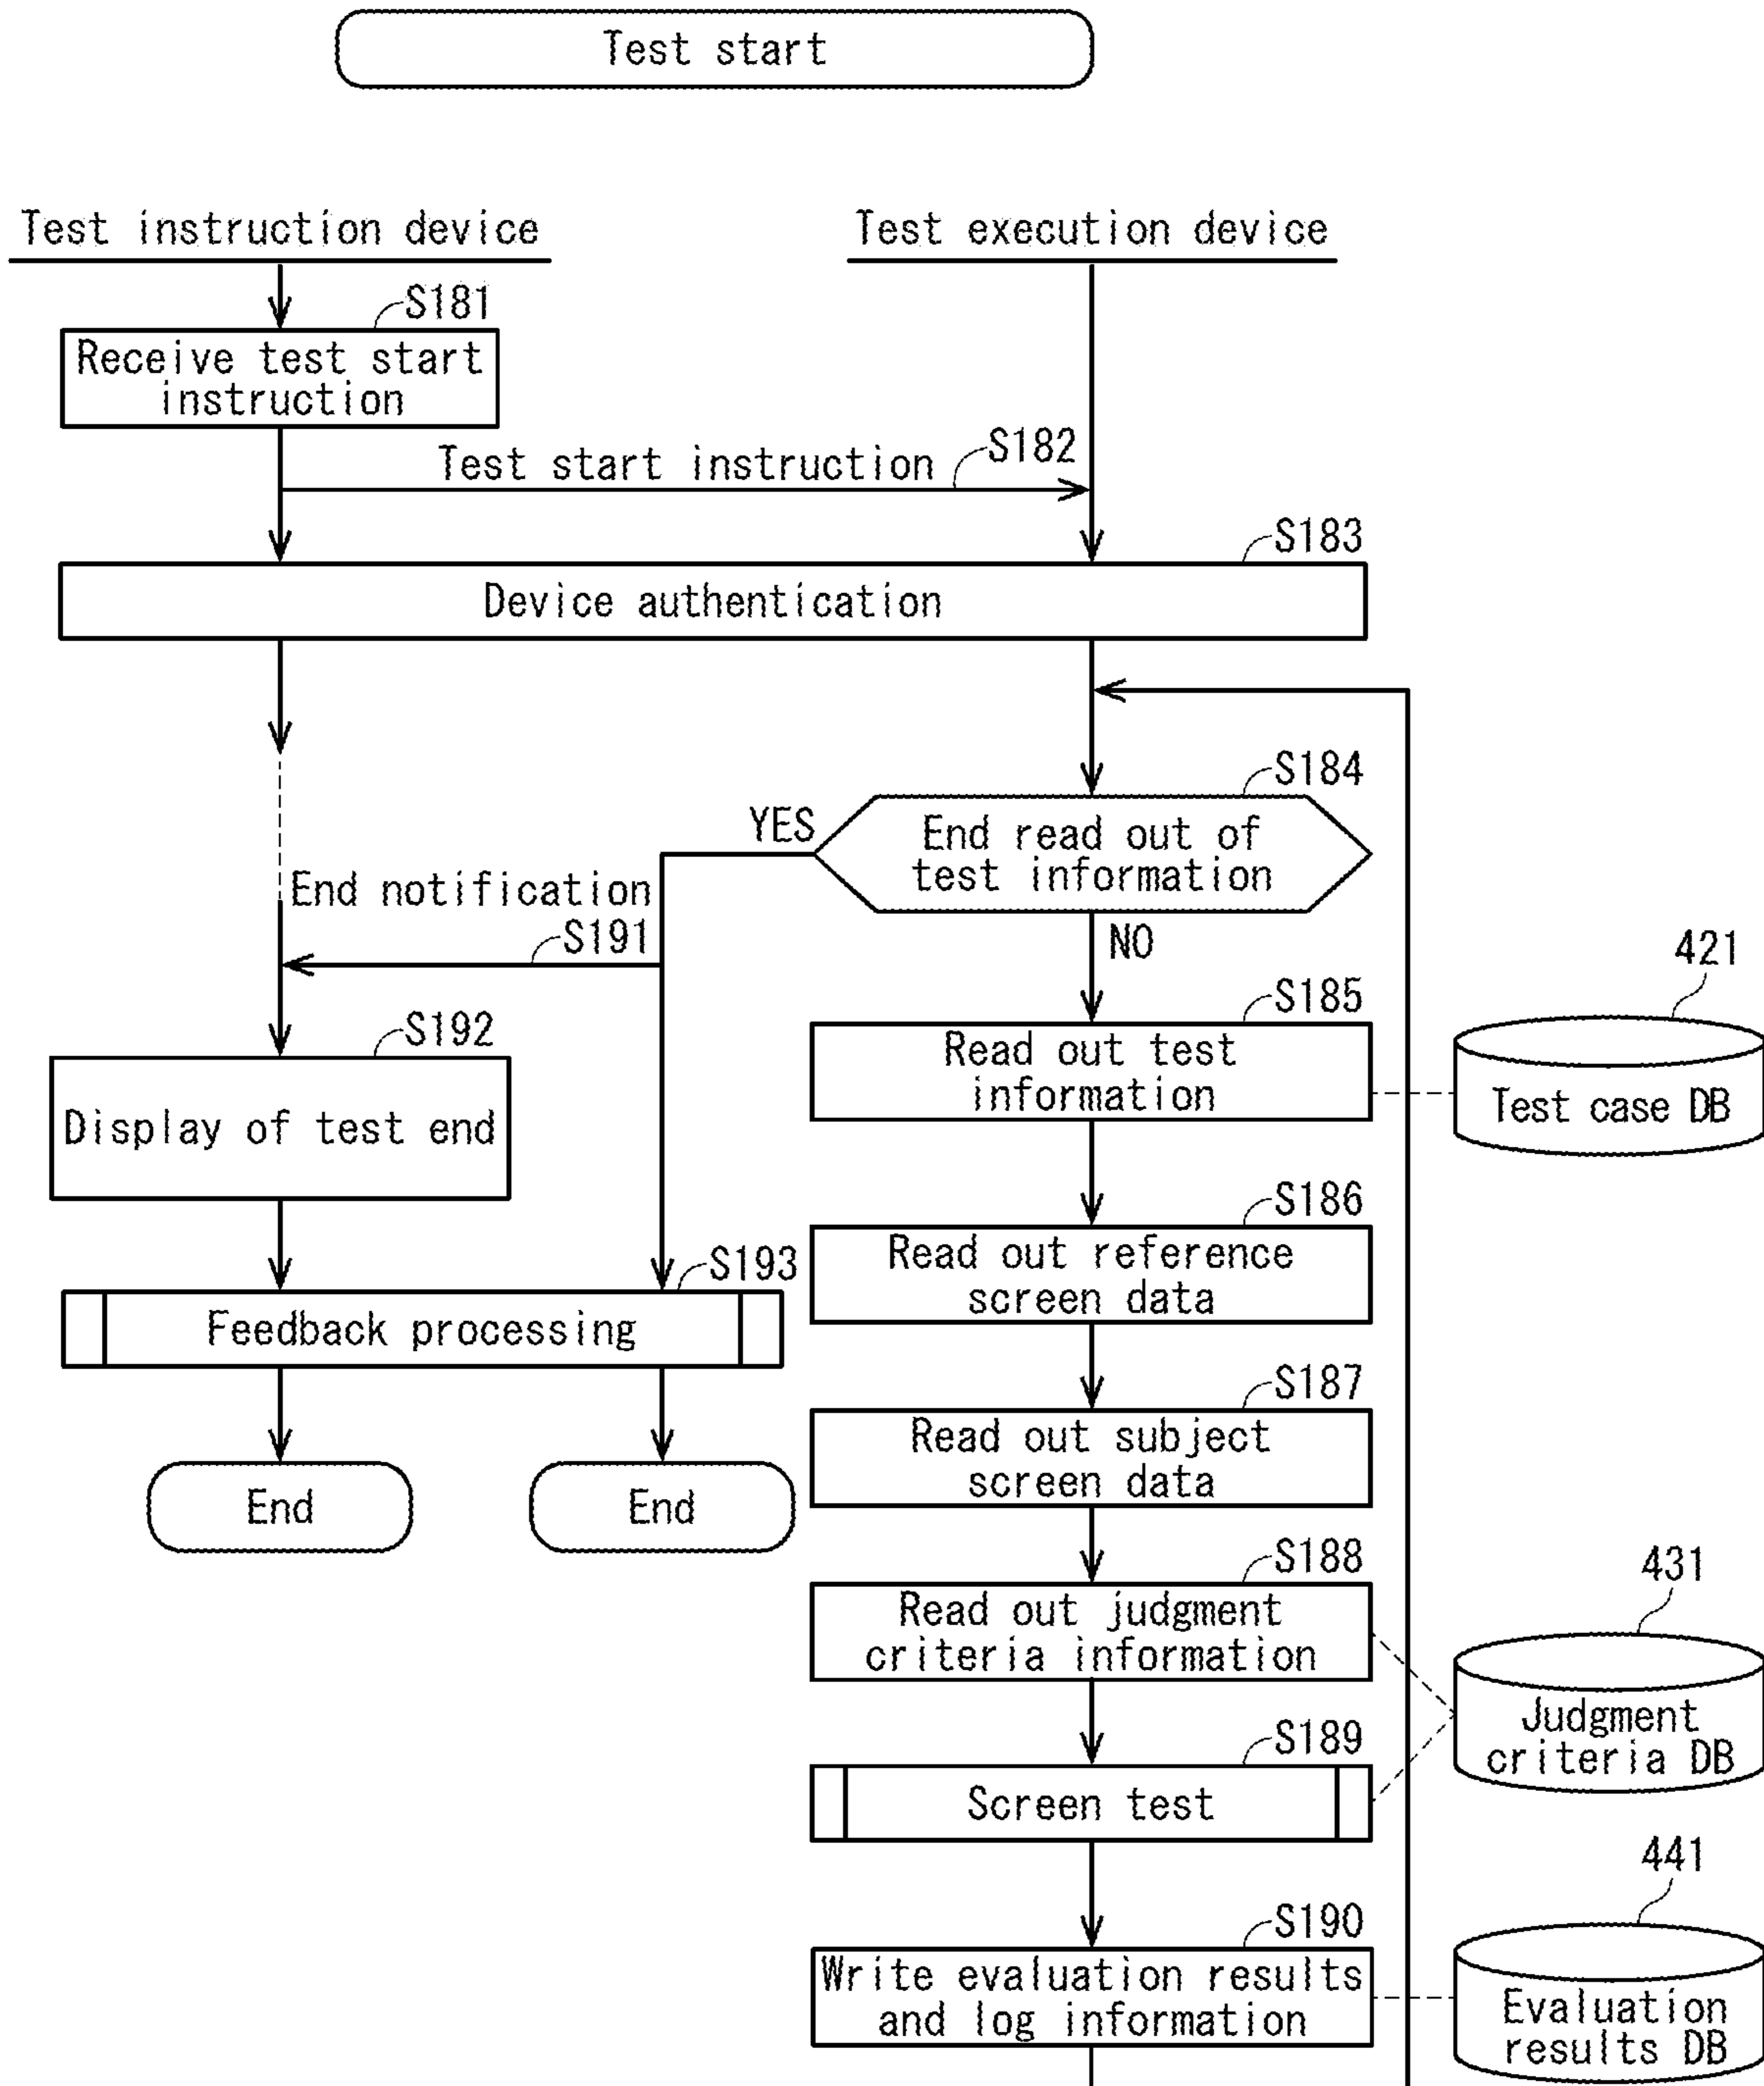 Test start
Test instruction device
Test execution device
S181
Receive test start
instruction
S182
Test start instruction
S183
Device authentication
S184
YES
End read out of
test information
End notification
S191
NO
421
S185
Read out test
information
Test case DB
S192
Display of test end
S186
Read out reference
screen data
S193
Feedback processing
S187
Read out subject
screen data
End
End
S188
Read out judgment
criteria information
431
Judgment
criteria DB
S189
Screen test
441
S190
Write evaluation results
and log information
Evaluation
results DB